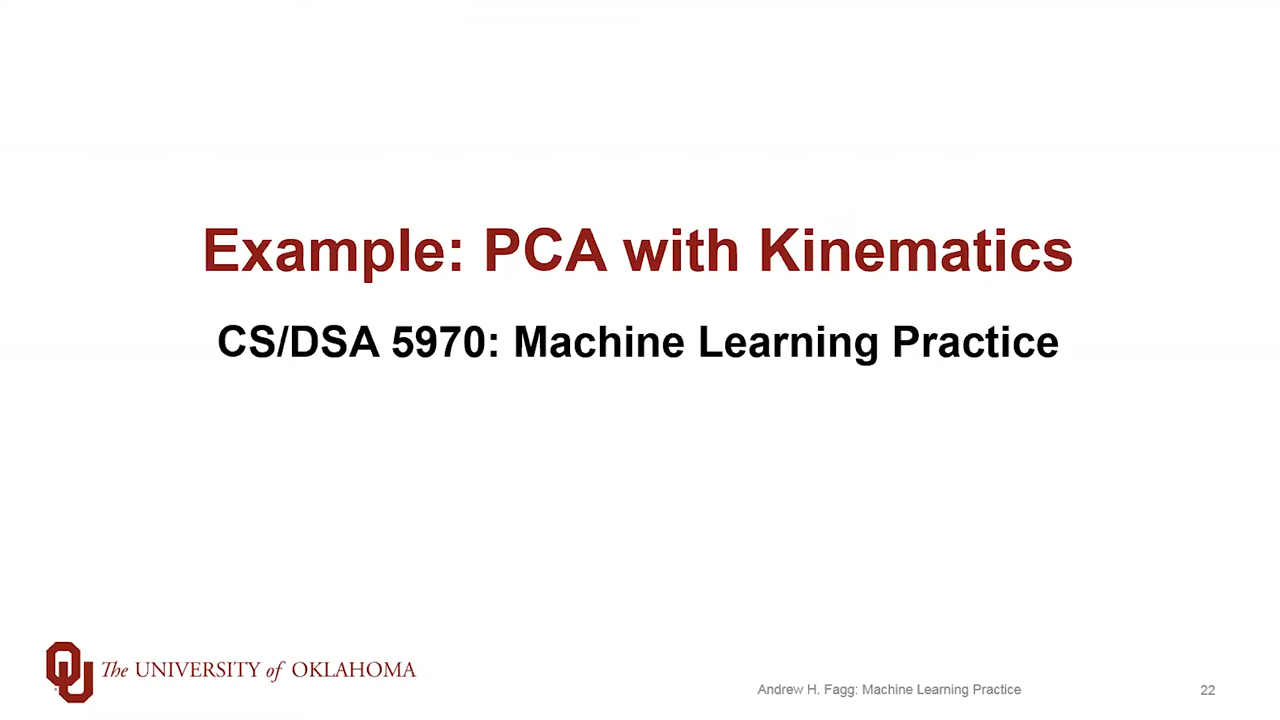 Example: PCA with Kinematics
CS/DSA 5970: Machine Learning Practice
The UNIVERSITY of OKLAHOMA
Andrew H. Fagg: Machine Learning Practice
22